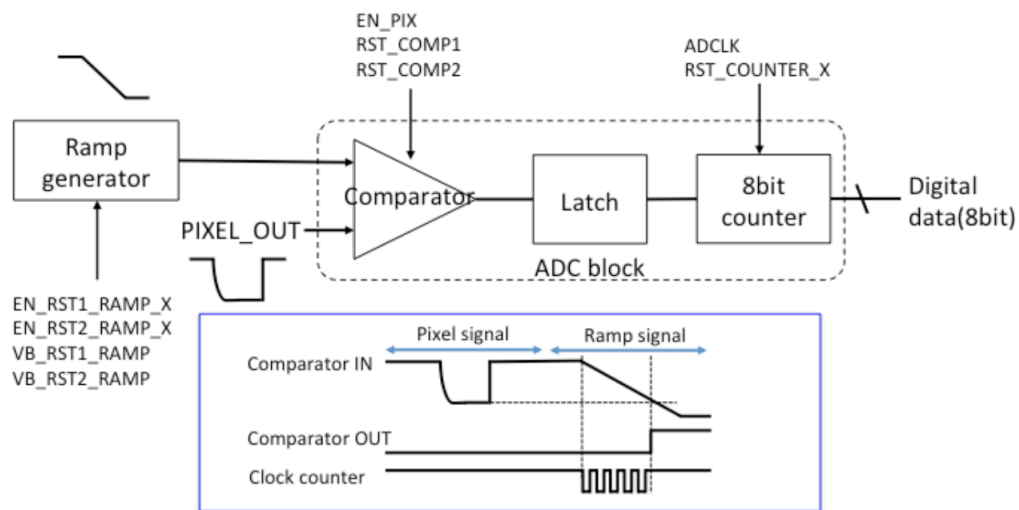 EN_PIX
RST_COMP1
RST_COMP2
ADCLK
RST_COUNTER_X
Ramp
generator
Comparator
Latch
8bit
counter
Digital
data(8bit)
PIXEL_OUT
ADC block
EN_RST1_RAMP_X
EN_RST2_RAMP_X
VB_RST1_RAMP
VB_RST2_RAMP
Pixel signal
Ramp signal
Comparator IN
Comparator OUT
Clock counter